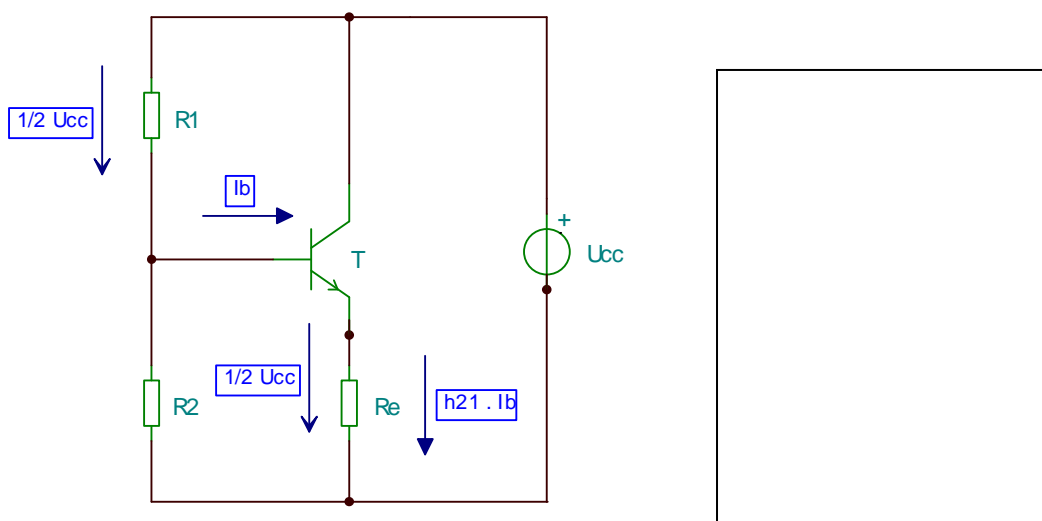 R1
1/2 Ucc
Ib
+
T
Ucc
1/2 Ucc
R2
Re
h21 . Ib